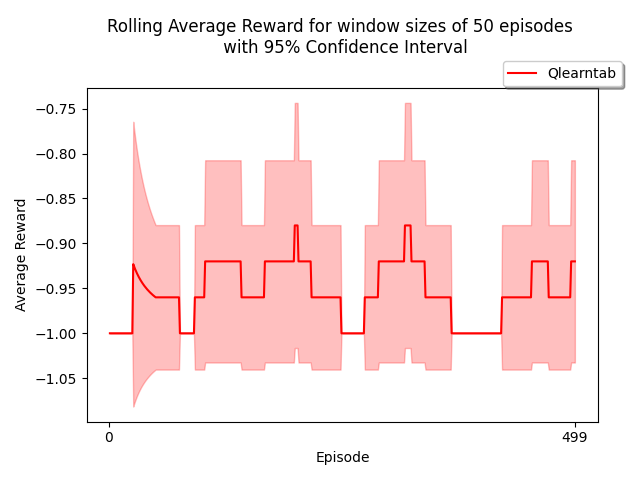 Rolling Average Reward for window sizes of 50 episodes
with 95% Confidence Interval
Qlearntab
−0.75
−0.80
−0.85
−0.90
−0.95
−1.00
−1.05
Average Reward
0
499
Episode